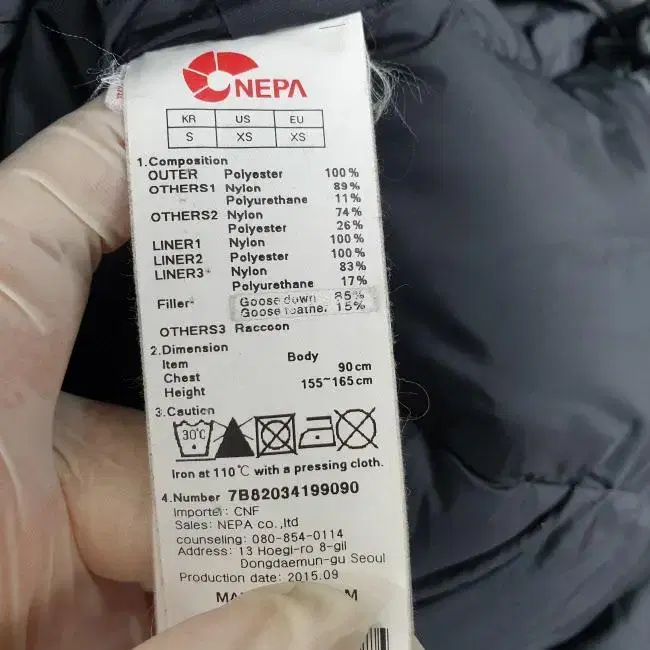 NEPA
KR US EU
S XS XS
1.Composition
OUTER Polyester 100%
OTHERS1 Nylon 89%
Polyurethane 11%
OTHERS2 Nylon 74%
Polyester 26%
LINER1 Nylon 100%
LINER2 Polyester 100%
LINER3 Nylon 83%
Polyurethane 17%
Filler Goose down 85%
Goose feather 15%
OTHERS3 Raccoon
2.Dimension
Item Body
Chest 90cm
Height 155~165cm
3.Caution
30℃
Iron at 110℃ with a pressing cloth.
4.Number 7B82034199090
Importer: CNF
Sales: NEPA co.,ltd
counseling: 080-854-0114
Address: 13 Hoegi-ro 8-gil
Dongdaemun-gu Seoul
Production date: 2015.09